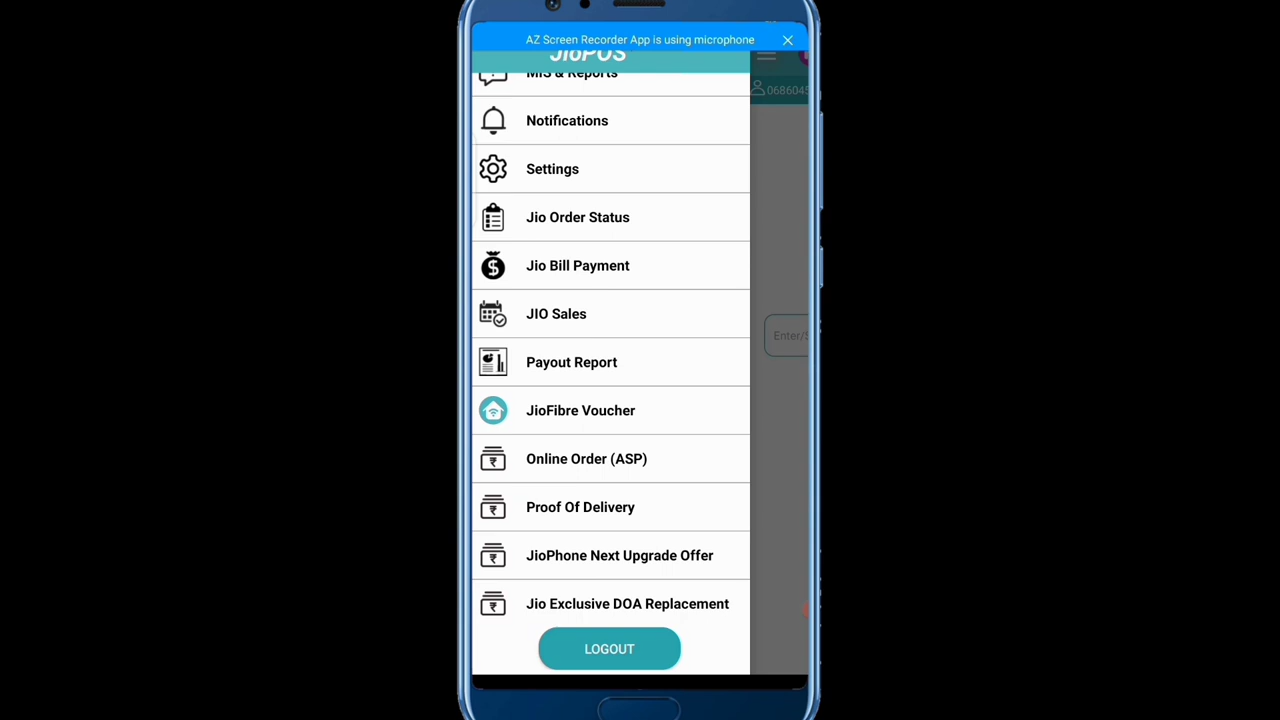 AZ Screen Recorder App is using microphone
JioPOS
MIS & Reports
0686045
Notifications
Settings
Jio Order Status
Jio Bill Payment
JIO Sales
Enter/
Payout Report
JioFibre Voucher
Online Order (ASP)
Proof Of Delivery
JioPhone Next Upgrade Offer
Jio Exclusive DOA Replacement
LOGOUT